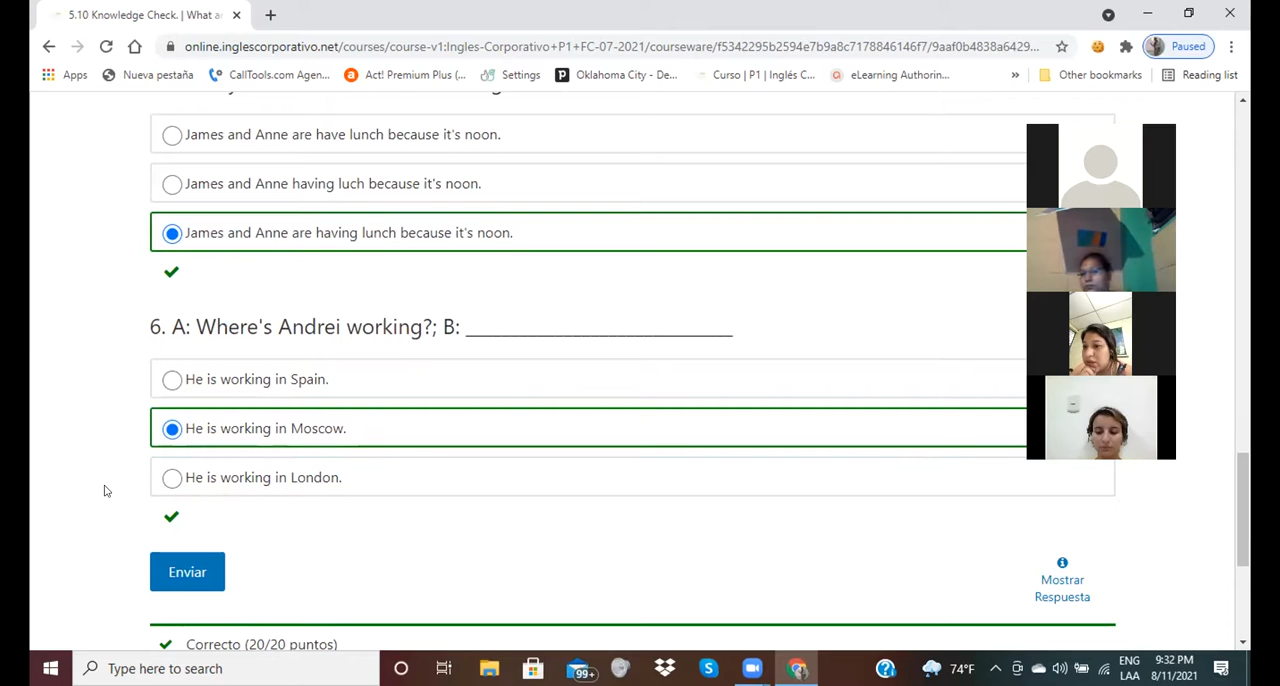 5.10 Knowledge Check. | What a
online.inglescorporativo.net/courses/course-v1:Ingles-Corporativo+P1+FC-07-2021/courseware/f5342295b2594e7b9a8c7178846146f7/9aaf0b4838a6429...
Paused
Apps
Nueva pestaña
CallTools.com Agen...
Act! Premium Plus (...
Settings
Oklahoma City - De...
Curso | P1 | Inglés C...
eLearning Authorin...
»
Other bookmarks
Reading list
James and Anne are have lunch because it's noon.
James and Anne having luch because it's noon.
James and Anne are having lunch because it's noon.
6. A: Where's Andrei working?; B: ___________________________
He is working in Spain.
He is working in Moscow.
He is working in London.
Enviar
Mostrar
Respuesta
Correcto (20/20 puntos)
Type here to search
99+
74°F
ENG
LAA
9:32 PM
8/11/2021